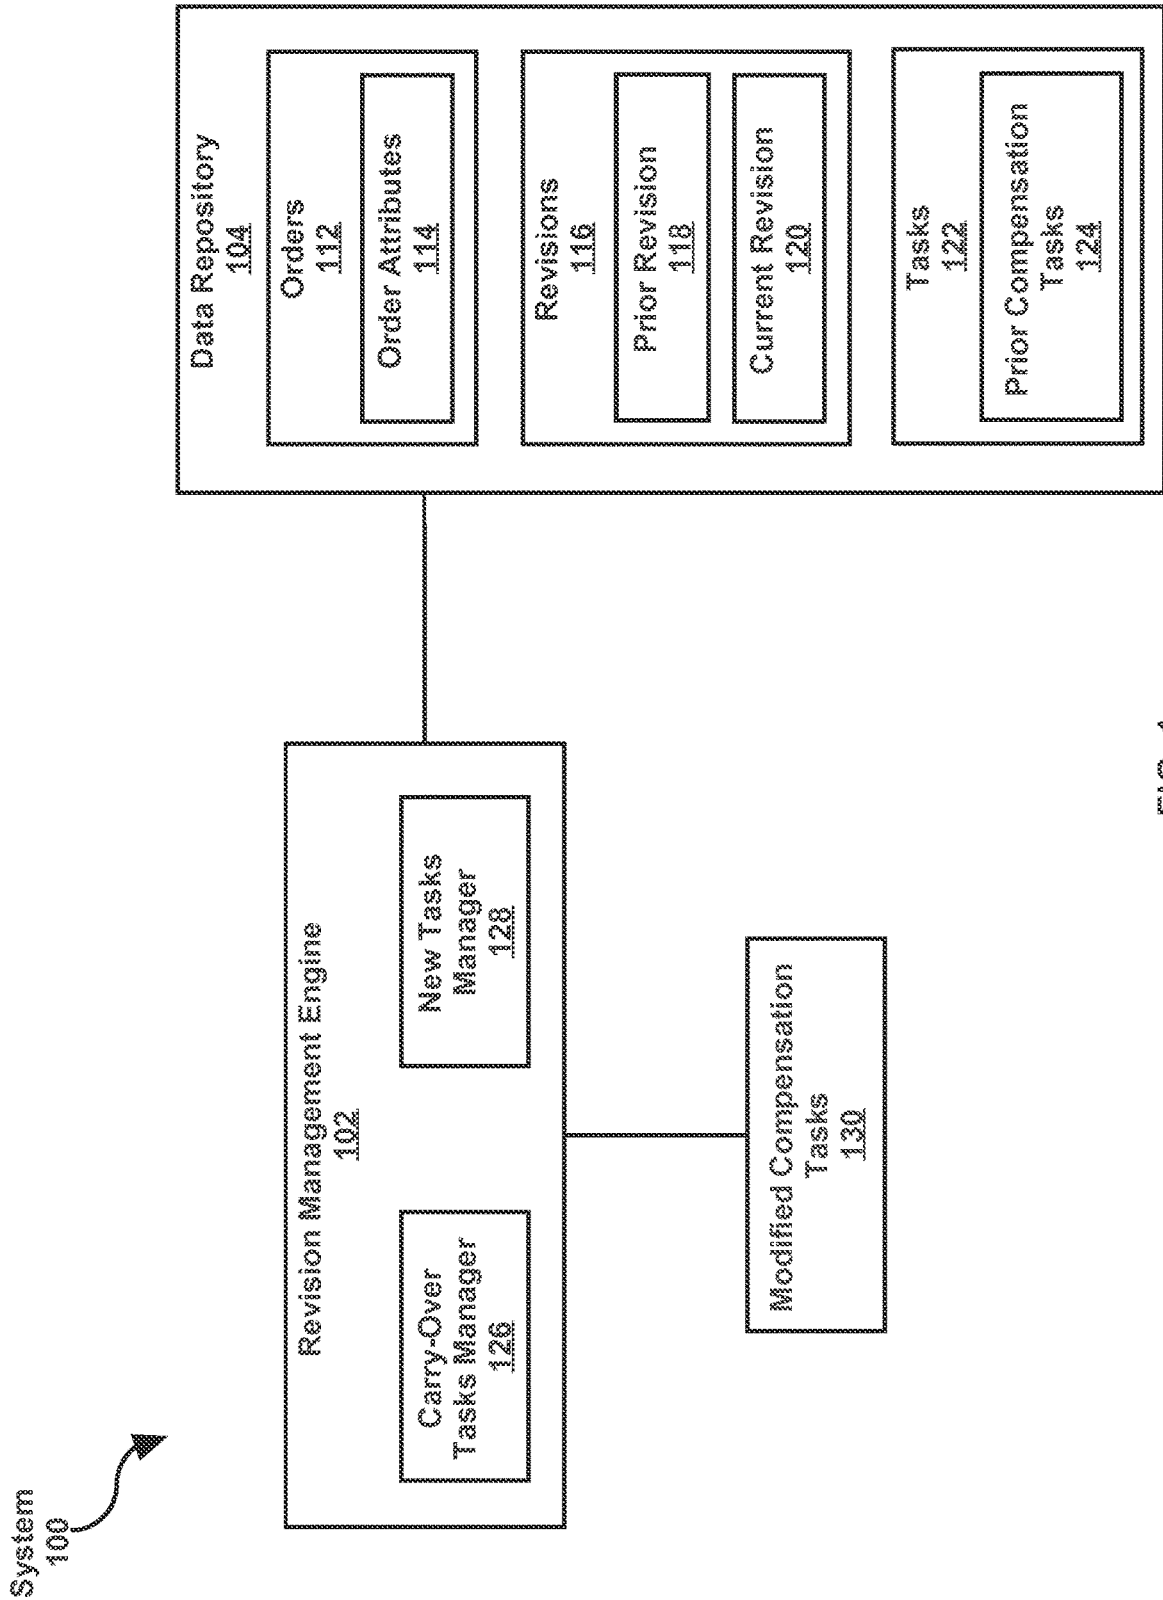 System
100
Revision Management Engine
102
Carry-Over
Tasks Manager
126
New Tasks
Manager
128
Modified Compensation
Tasks
130
Data Repository
104
Orders
112
Order Attributes
114
Revisions
116
Prior Revision
118
Current Revision
120
Tasks
122
Prior Compensation
Tasks
124